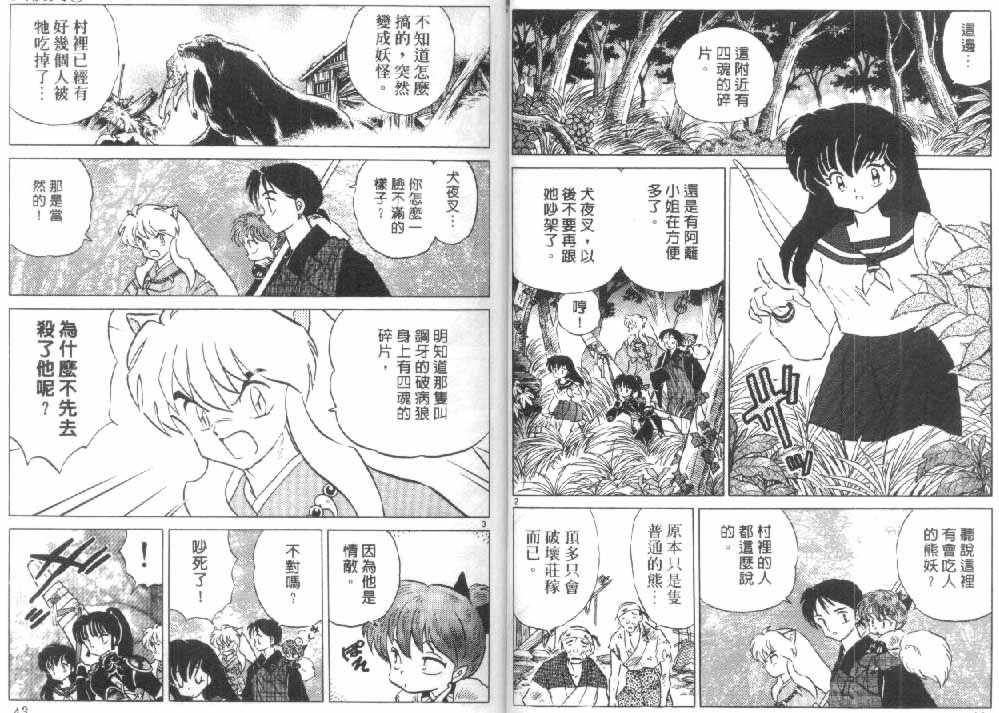 這邊…
這附近有
四魂的碎
片。
還是有阿籬
小姐在方便
多了。
犬夜叉，以
後不要再跟
她吵架了。
哼！
2
聽說這裡
有會吃人
的熊妖？
村裡的人
都這麼說
的。
原本只是隻
普通的熊…
頂多只會
破壞莊稼
而已。
不知道怎麼
搞的，突然
變成妖怪。
村裡已經有
好幾個人被
牠吃掉了…
犬夜叉…
你怎麼一
臉不滿的
樣子？
那是當
然的！
明知道那隻叫
鋼牙的破病狼
身上有四魂的
碎片，
為什麼不先去
殺了他呢？
3
因為他是
情敵。
ぽれ
不對嗎？
吵死了！
！
43